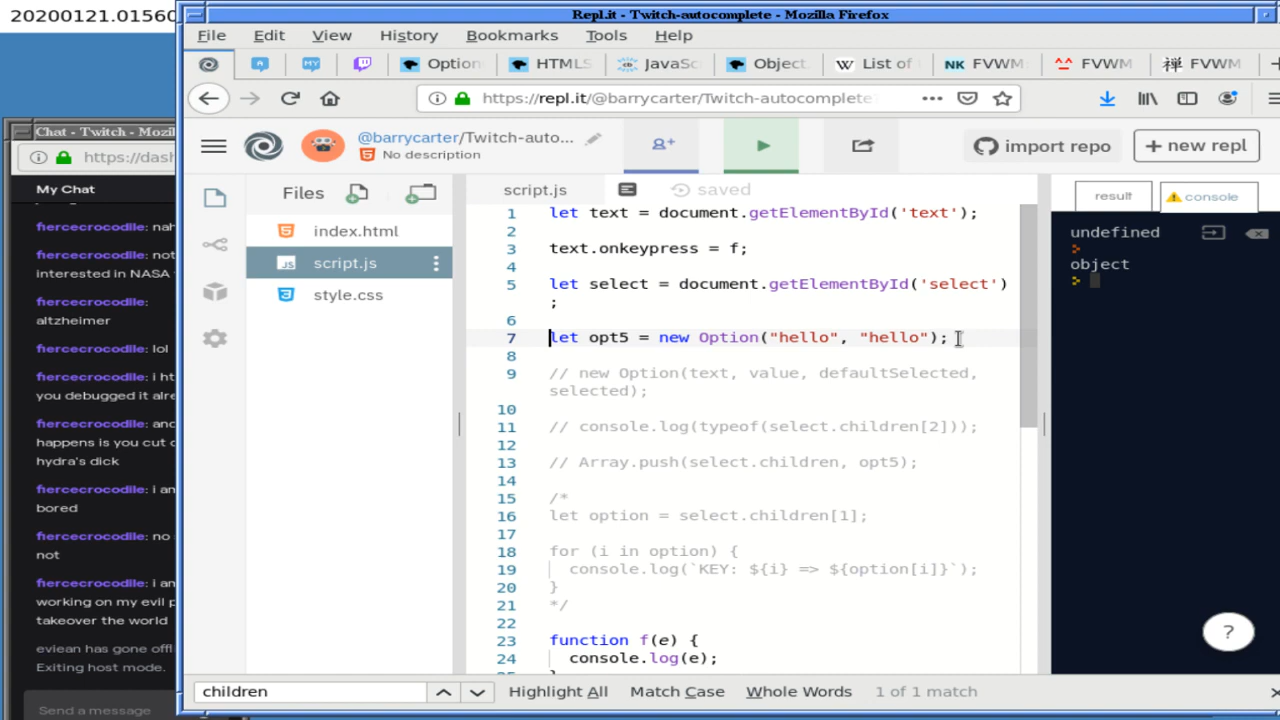 20200121.01560
Repl.it - Twitch-autocomplete - Mozilla Firefox
File Edit View History Bookmarks Tools Help
Option HTML5 JavaSc Object. List of NK FVWM FVWM 禅 FVWM
https://repl.it/@barrycarter/Twitch-autocomplete
@barrycarter/Twitch-auto...
No description
import repo
+ new repl
Chat - Twitch - Mozil
https://dash
My Chat
fiercecrocodile: nah
fiercecrocodile: not
interested in NASA
fiercecrocodile:
altzheimer
fiercecrocodile: lol
fiercecrocodile: i
you debugged it
fiercecrocodile:
happens is you cut
hydra's dick
fiercecrocodile: i
bored
fiercecrocodile: no
not
fiercecrocodile: i
working on my evil
takeover the world
eviean has gone
Exiting host mode.
Send a message
Files
index.html
script.js
style.css
script.js saved
1 let text = document.getElementById('text');
2
3 text.onkeypress = f;
4
5 let select = document.getElementById('select')
;
6
7 let opt5 = new Option("hello", "hello");
8
9 // new Option(text, value, defaultSelected,
selected);
10
11 // console.log(typeof(select.children[2]));
12
13 // Array.push(select.children, opt5);
14
15 /*
16 let option = select.children[1];
17
18 for (i in option) {
19 console.log(`KEY: ${i} => ${option[i]}`);
20 }
21 */
22
23 function f(e) {
24 console.log(e);
result console
undefined
>
object
>
?
children Highlight All Match Case Whole Words 1 of 1 match